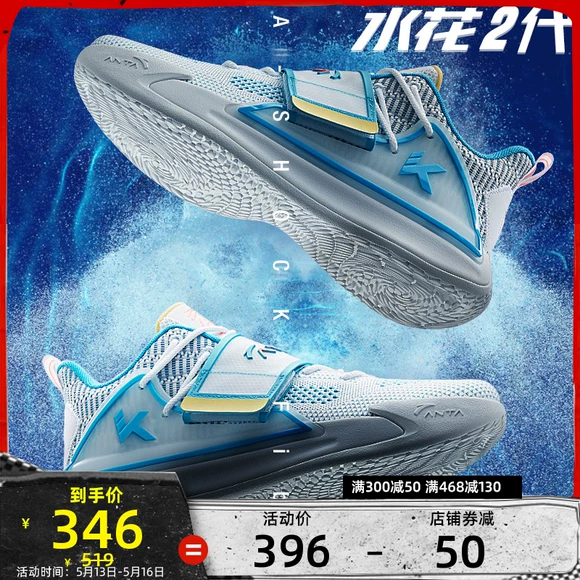 水花2代
A-SHOCK Fi
ANTA
ANTA
满300减50 满468减130
到手价
¥346
¥519
活动时间：5月13日-5月16日
=
活动价
396
-
店铺券减
50